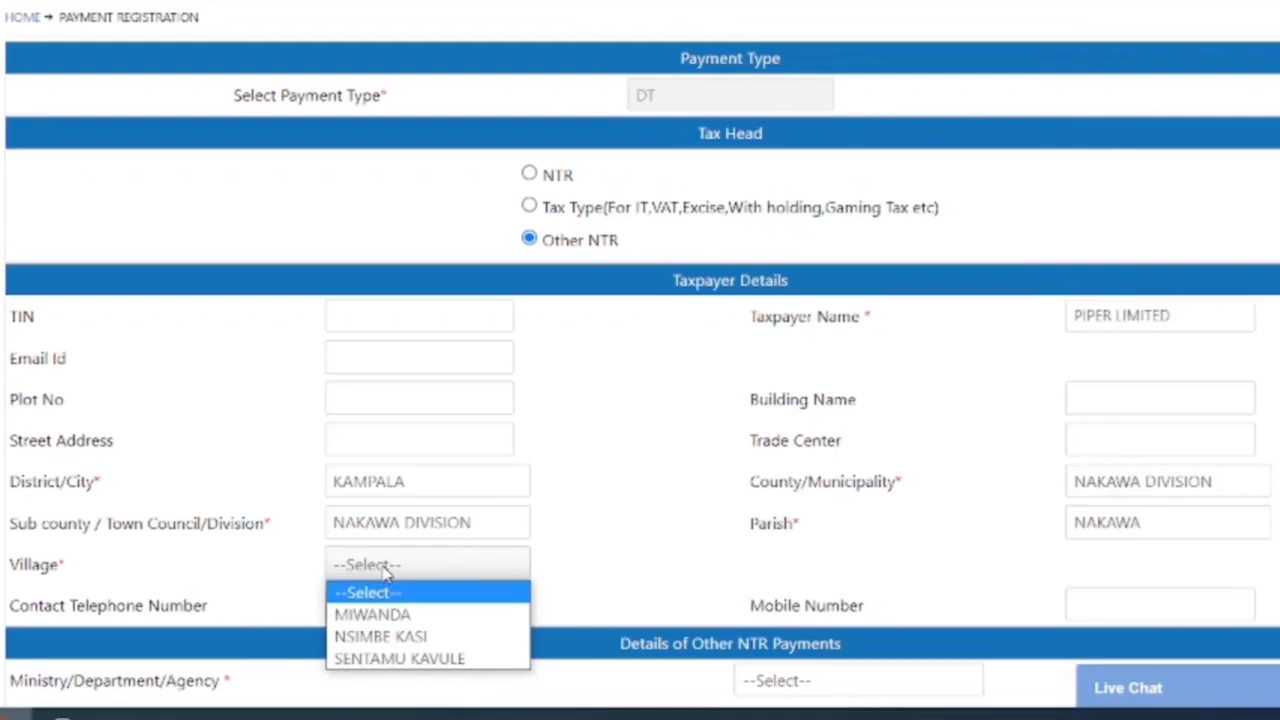 HOME → PAYMENT REGISTRATION
Payment Type
Select Payment Type* DT
Tax Head
NTR
Tax Type(For IT,VAT,Excise,With holding,Gaming Tax etc)
Other NTR
Taxpayer Details
TIN Taxpayer Name * PIPER LIMITED
Email Id
Plot No Building Name
Street Address Trade Center
District/City* KAMPALA County/Municipality* NAKAWA DIVISION
Sub county / Town Council/Division* NAKAWA DIVISION Parish* NAKAWA
Village* --Select--
--Select--
Contact Telephone Number Mobile Number
MIWANDA
NSIMBE KASI
SENTAMU KAVULE
Details of Other NTR Payments
Ministry/Department/Agency * --Select--
Live Chat